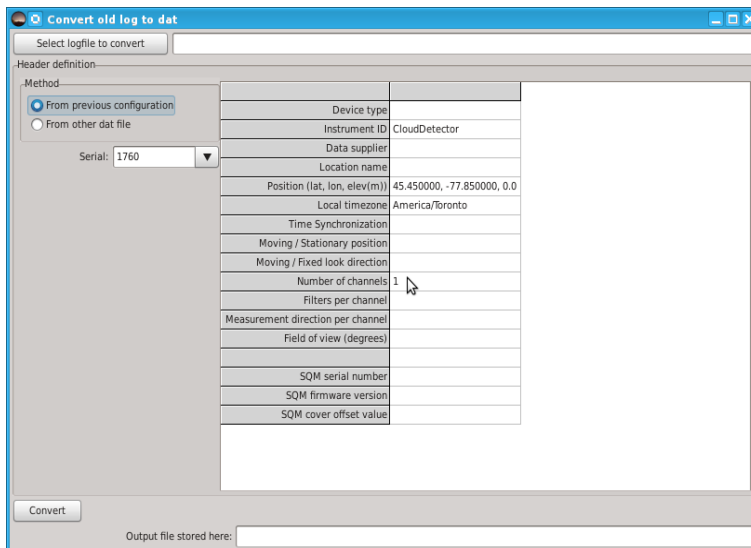 Convert old log to dat
Select logfile to convert
Header definition
Method
From previous configuration
From other dat file
Serial: 1760
Device type
Instrument ID CloudDetector
Data supplier
Location name
Position (lat, lon, elev(m)) 45.450000, -77.850000, 0.0
Local timezone America/Toronto
Time Synchronization
Moving / Stationary position
Moving / Fixed look direction
Number of channels 1
Filters per channel
Measurement direction per channel
Field of view (degrees)
SQM serial number
SQM firmware version
SQM cover offset value
Convert
Output file stored here: